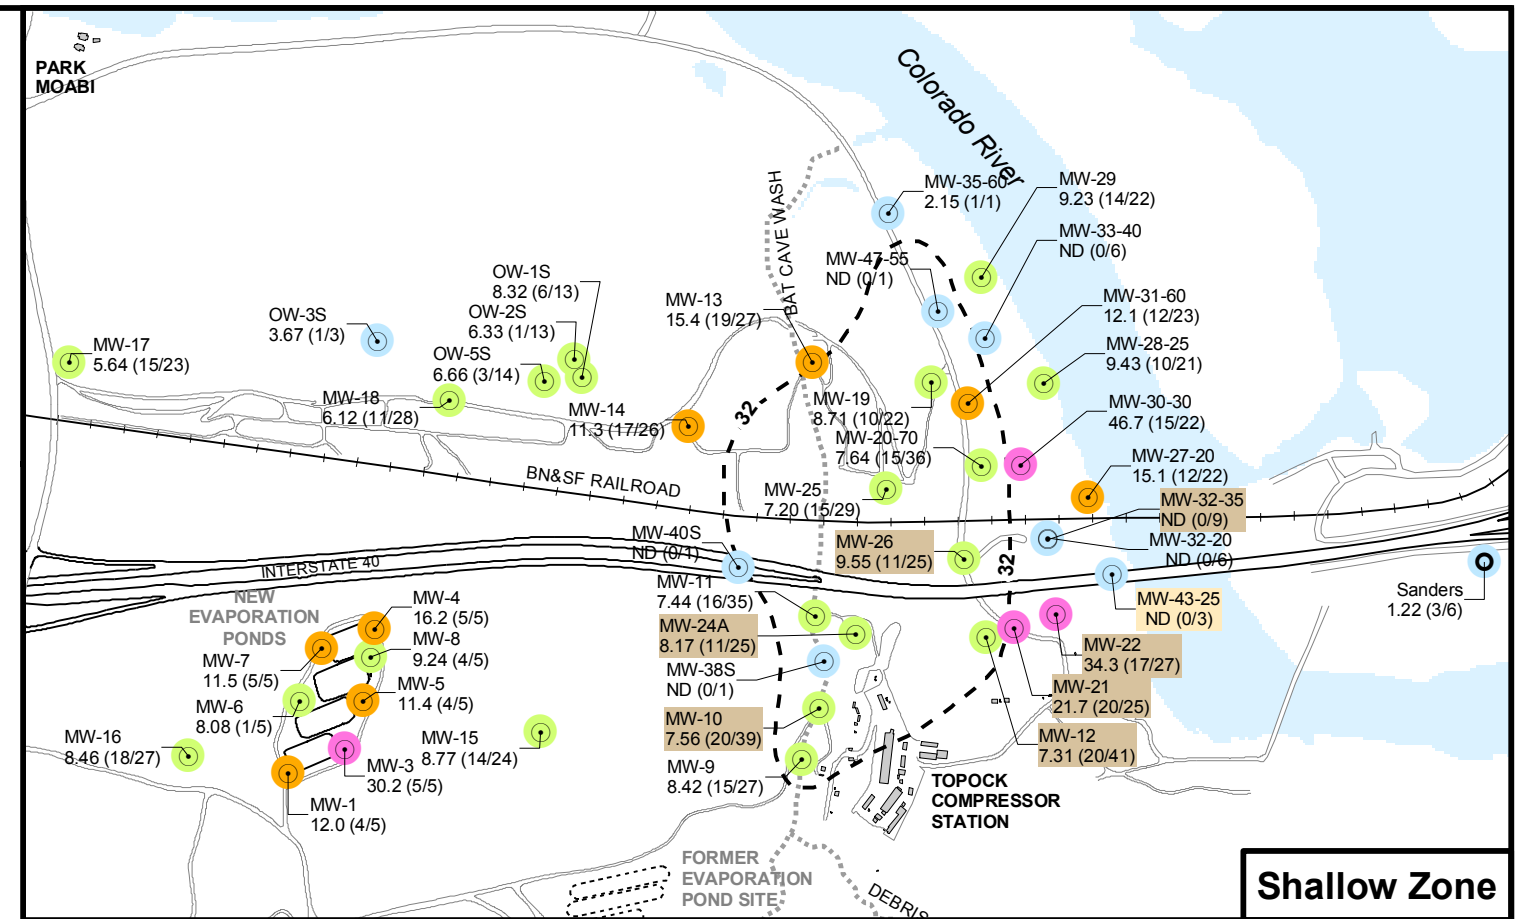 PARK
MOABI
Colorado River
BAT CAVE WASH
MW-35-60
2.15 (1/1)
MW-29
9.23 (14/22)
MW-33-40
ND (0/6)
MW-47-55
ND (0/1)
OW-1S
8.32 (6/13)
OW-2S
6.33 (1/13)
OW-3S
3.67 (1/3)
OW-5S
6.66 (3/14)
MW-13
15.4 (19/27)
MW-31-60
12.1 (12/23)
MW-17
5.64 (15/23)
MW-28-25
9.43 (10/21)
MW-18
6.12 (11/28)
MW-14
11.3 (17/26)
32
MW-19
8.71 (10/22)
MW-30-30
46.7 (15/22)
MW-20-70
7.64 (15/36)
MW-27-20
15.1 (12/22)
BN&SF RAILROAD
MW-25
7.20 (15/29)
MW-32-35
ND (0/9)
MW-40S
ND (0/1)
MW-26
9.55 (11/25)
MW-32-20
ND (0/6)
32
INTERSTATE 40
Sanders
1.22 (3/6)
NEW
EVAPORATION
PONDS
MW-4
16.2 (5/5)
MW-11
7.44 (16/35)
MW-43-25
ND (0/3)
MW-8
9.24 (4/5)
MW-24A
8.17 (11/25)
MW-7
11.5 (5/5)
MW-38S
ND (0/1)
MW-22
34.3 (17/27)
MW-5
11.4 (4/5)
MW-21
21.7 (20/25)
MW-6
8.08 (1/5)
MW-10
7.56 (20/39)
MW-12
7.31 (20/41)
MW-16
8.46 (18/27)
MW-15
8.77 (14/24)
MW-3
30.2 (5/5)
MW-9
8.42 (15/27)
MW-1
12.0 (4/5)
TOPOCK
COMPRESSOR
STATION
FORMER
EVAPORATION
POND SITE
DEBRIS
Shallow Zone